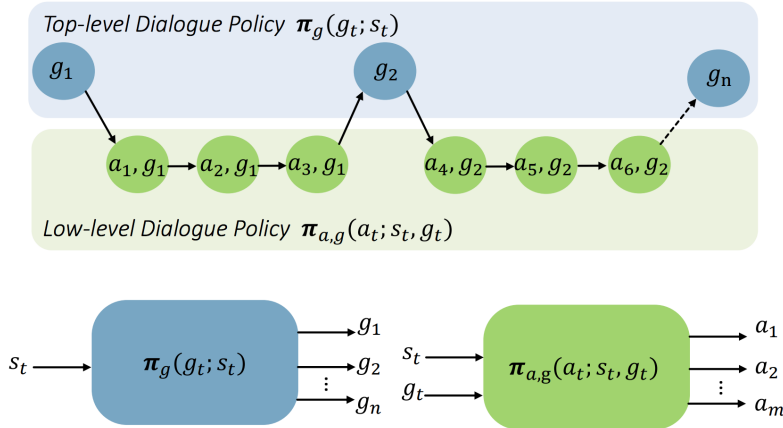 Top-level Dialogue Policy π_g(g_t; s_t)
g_1
g_2
g_n
a_1, g_1
a_2, g_1
a_3, g_1
a_4, g_2
a_5, g_2
a_6, g_2
Low-level Dialogue Policy π_{a,g}(a_t; s_t, g_t)
s_t
π_g(g_t; s_t)
g_1
g_2
⋮
g_n
s_t
g_t
π_{a,g}(a_t; s_t, g_t)
a_1
a_2
⋮
a_m